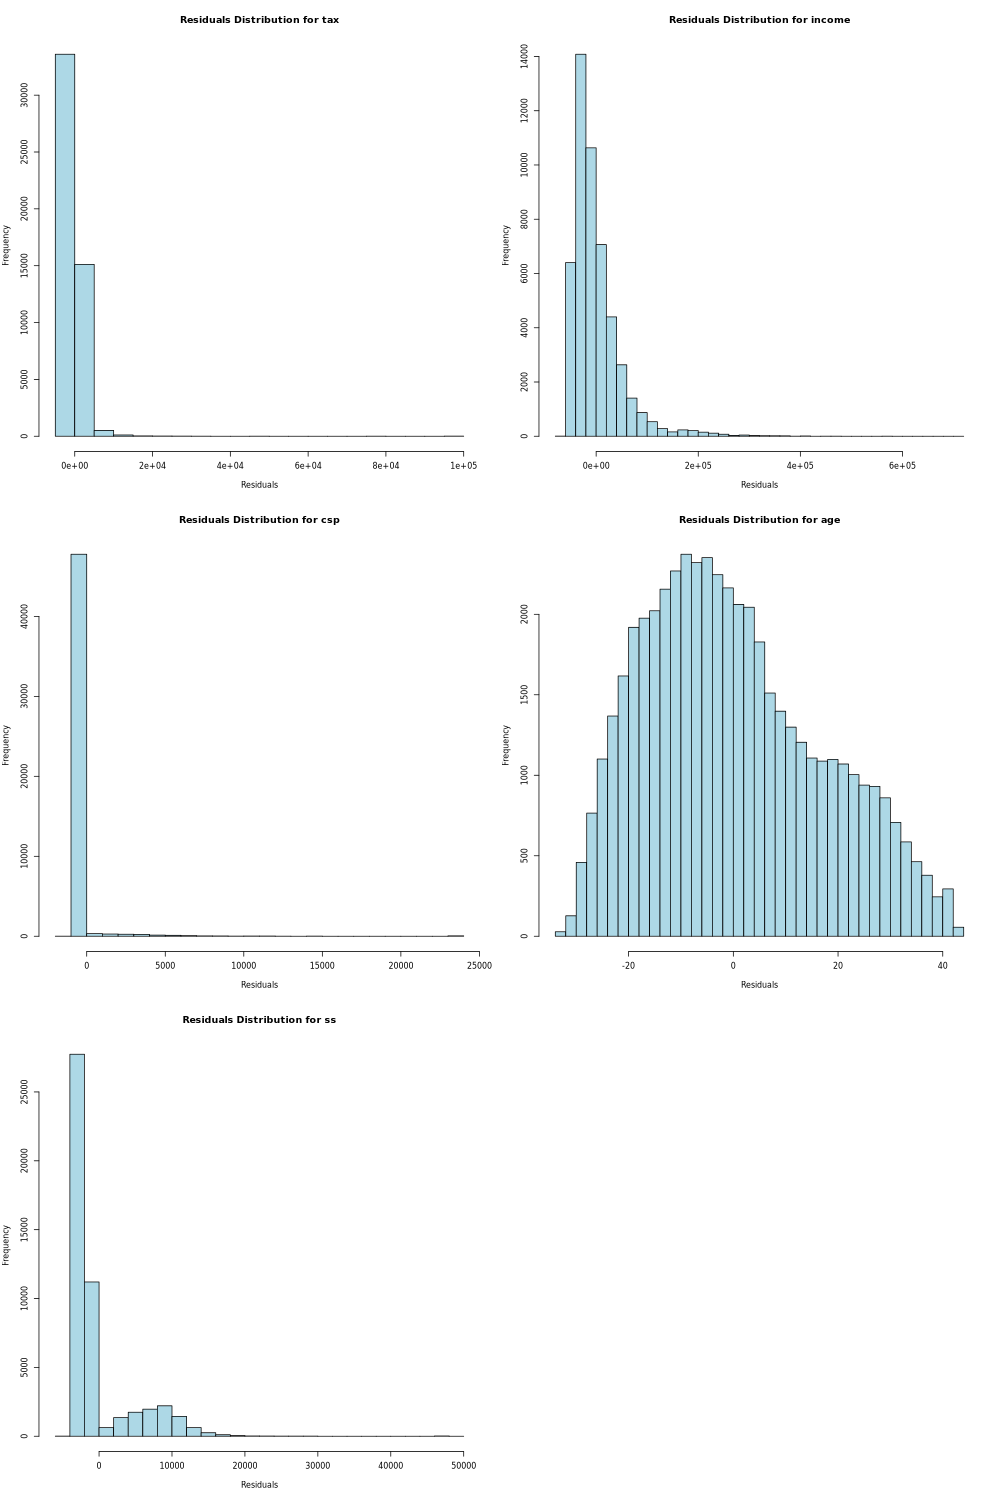 Residuals Distribution for tax
Frequency
0
5000
10000
15000
20000
25000
30000
0e+00 2e+04 4e+04 6e+04 8e+04 1e+05
Residuals
Residuals Distribution for income
Frequency
0
2000
4000
6000
8000
10000
12000
14000
0e+00 2e+05 4e+05 6e+05
Residuals
Residuals Distribution for csp
Frequency
0
10000
20000
30000
40000
0 5000 10000 15000 20000 25000
Residuals
Residuals Distribution for age
Frequency
0
500
1000
1500
2000
-20 0 20 40
Residuals
Residuals Distribution for ss
Frequency
0
5000
10000
15000
20000
25000
0 10000 20000 30000 40000 50000
Residuals